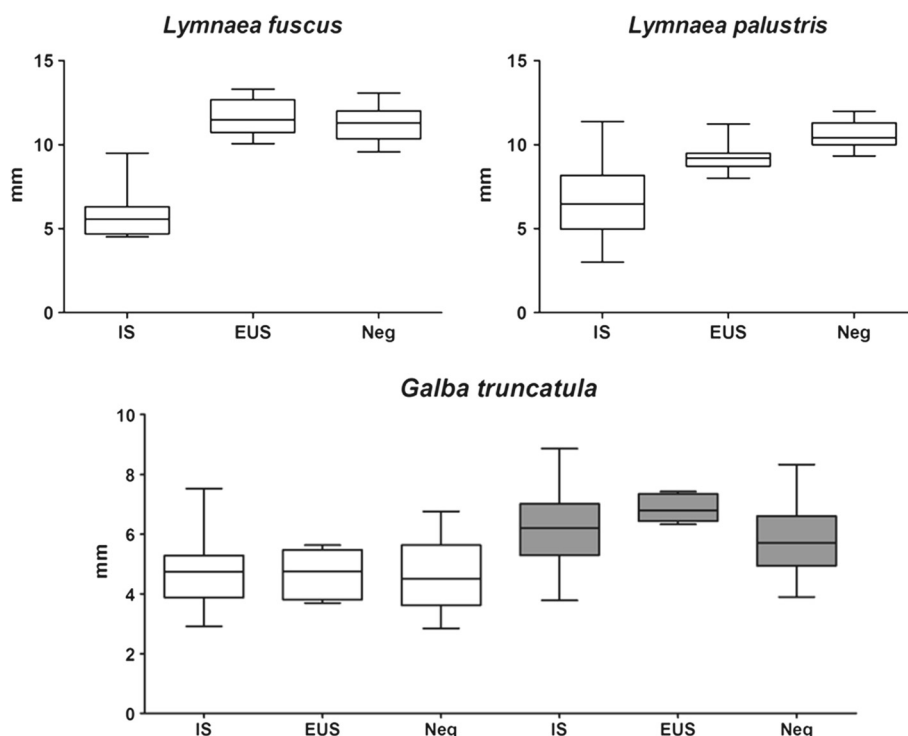 Lymnaea fuscus
15
10
5
0
mm
IS EUS Neg
Lymnaea palustris
15
10
5
0
mm
IS EUS Neg
Galba truncatula
10
8
6
4
2
0
mm
IS EUS Neg IS EUS Neg